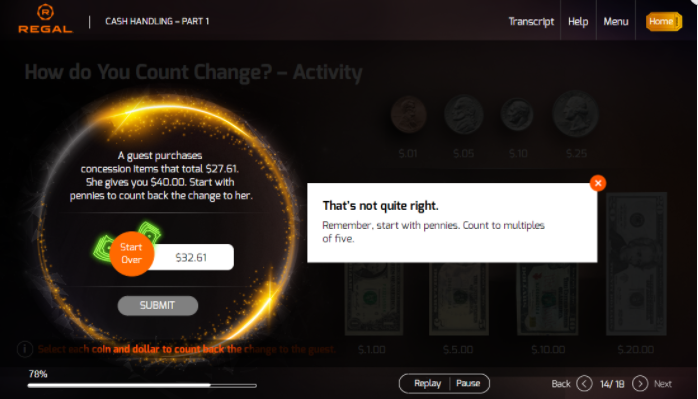 REGAL
CASH HANDLING – PART 1
Transcript
Help
Menu
Home
How do You Count Change? – Activity
$.01
$.05
$.10
$.25
A guest purchases
concession items that total $27.61.
She gives you $40.00. Start with
pennies to count back the change to her.
Start
Over
$32.61
SUBMIT
That's not quite right.
Remember, start with pennies. Count to multiples
of five.
Select each coin and dollar to count back the change to the guest.
$1.00
$5.00
$10.00
$20.00
78%
Replay
Pause
Back
14/ 18
Next